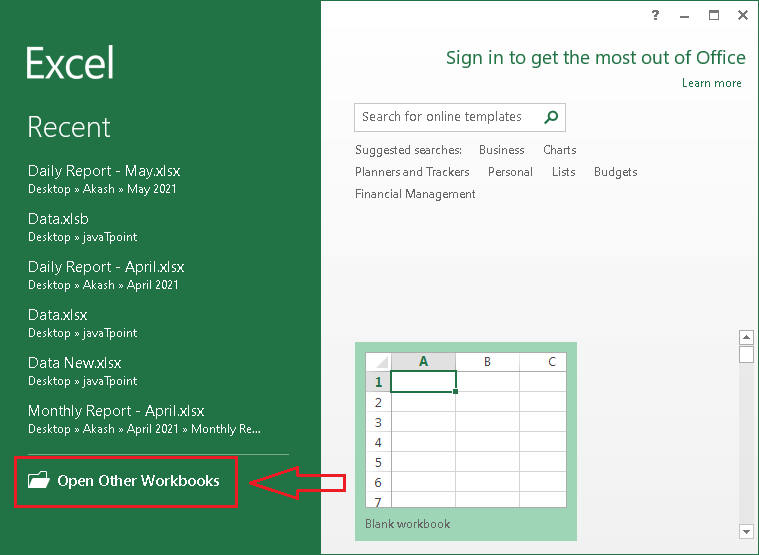 ?
Excel
Sign in to get the most out of Office
Learn more
Recent
Search for online templates
Suggested searches: Business Charts
Planners and Trackers Personal Lists Budgets
Financial Management
Daily Report - May.xlsx
Desktop » Akash » May 2021
Data.xlsb
Desktop » javaTpoint
Daily Report - April.xlsx
Desktop » Akash » April 2021
Data.xlsx
Desktop » javaTpoint
Data New.xlsx
Desktop » javaTpoint
Monthly Report - April.xlsx
Desktop » Akash » April 2021 » Monthly Re...
Open Other Workbooks
A B C
1
2
3
4
5
6
7
Blank workbook